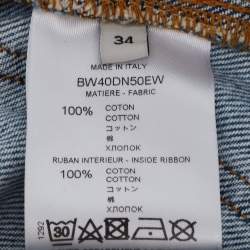 34
MADE IN ITALY
BW40DN50EW
MATIERE - FABRIC
100% COTON
COTTON
コットン
棉
ХЛОПОК
RUBAN INTERIEUR - INSIDE RIBBON
100% COTON
COTTON
コットン
棉
ХЛОПОК
12922
30